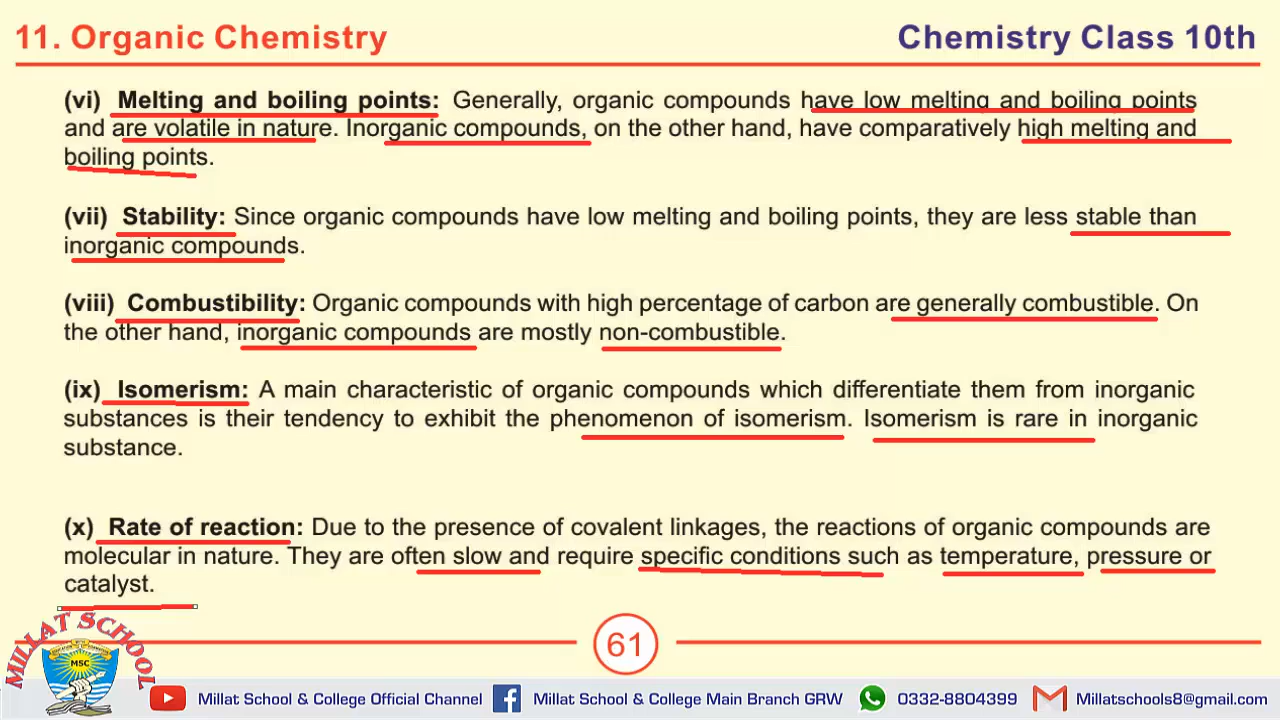 11. Organic Chemistry
Chemistry Class 10th
(vi) Melting and boiling points: Generally, organic compounds have low melting and boiling points
and are volatile in nature. Inorganic compounds, on the other hand, have comparatively high melting and
boiling points.
(vii) Stability: Since organic compounds have low melting and boiling points, they are less stable than
inorganic compounds.
(viii) Combustibility: Organic compounds with high percentage of carbon are generally combustible. On
the other hand, inorganic compounds are mostly non-combustible.
(ix) Isomerism: A main characteristic of organic compounds which differentiate them from inorganic
substances is their tendency to exhibit the phenomenon of isomerism. Isomerism is rare in inorganic
substance.
(x) Rate of reaction: Due to the presence of covalent linkages, the reactions of organic compounds are
molecular in nature. They are often slow and require specific conditions such as temperature, pressure or
catalyst.
61
MILLAT SCHOOL
MSC
Millat School & College Official Channel
Millat School & College Main Branch GRW
0332-8804399
Millatschools8@gmail.com